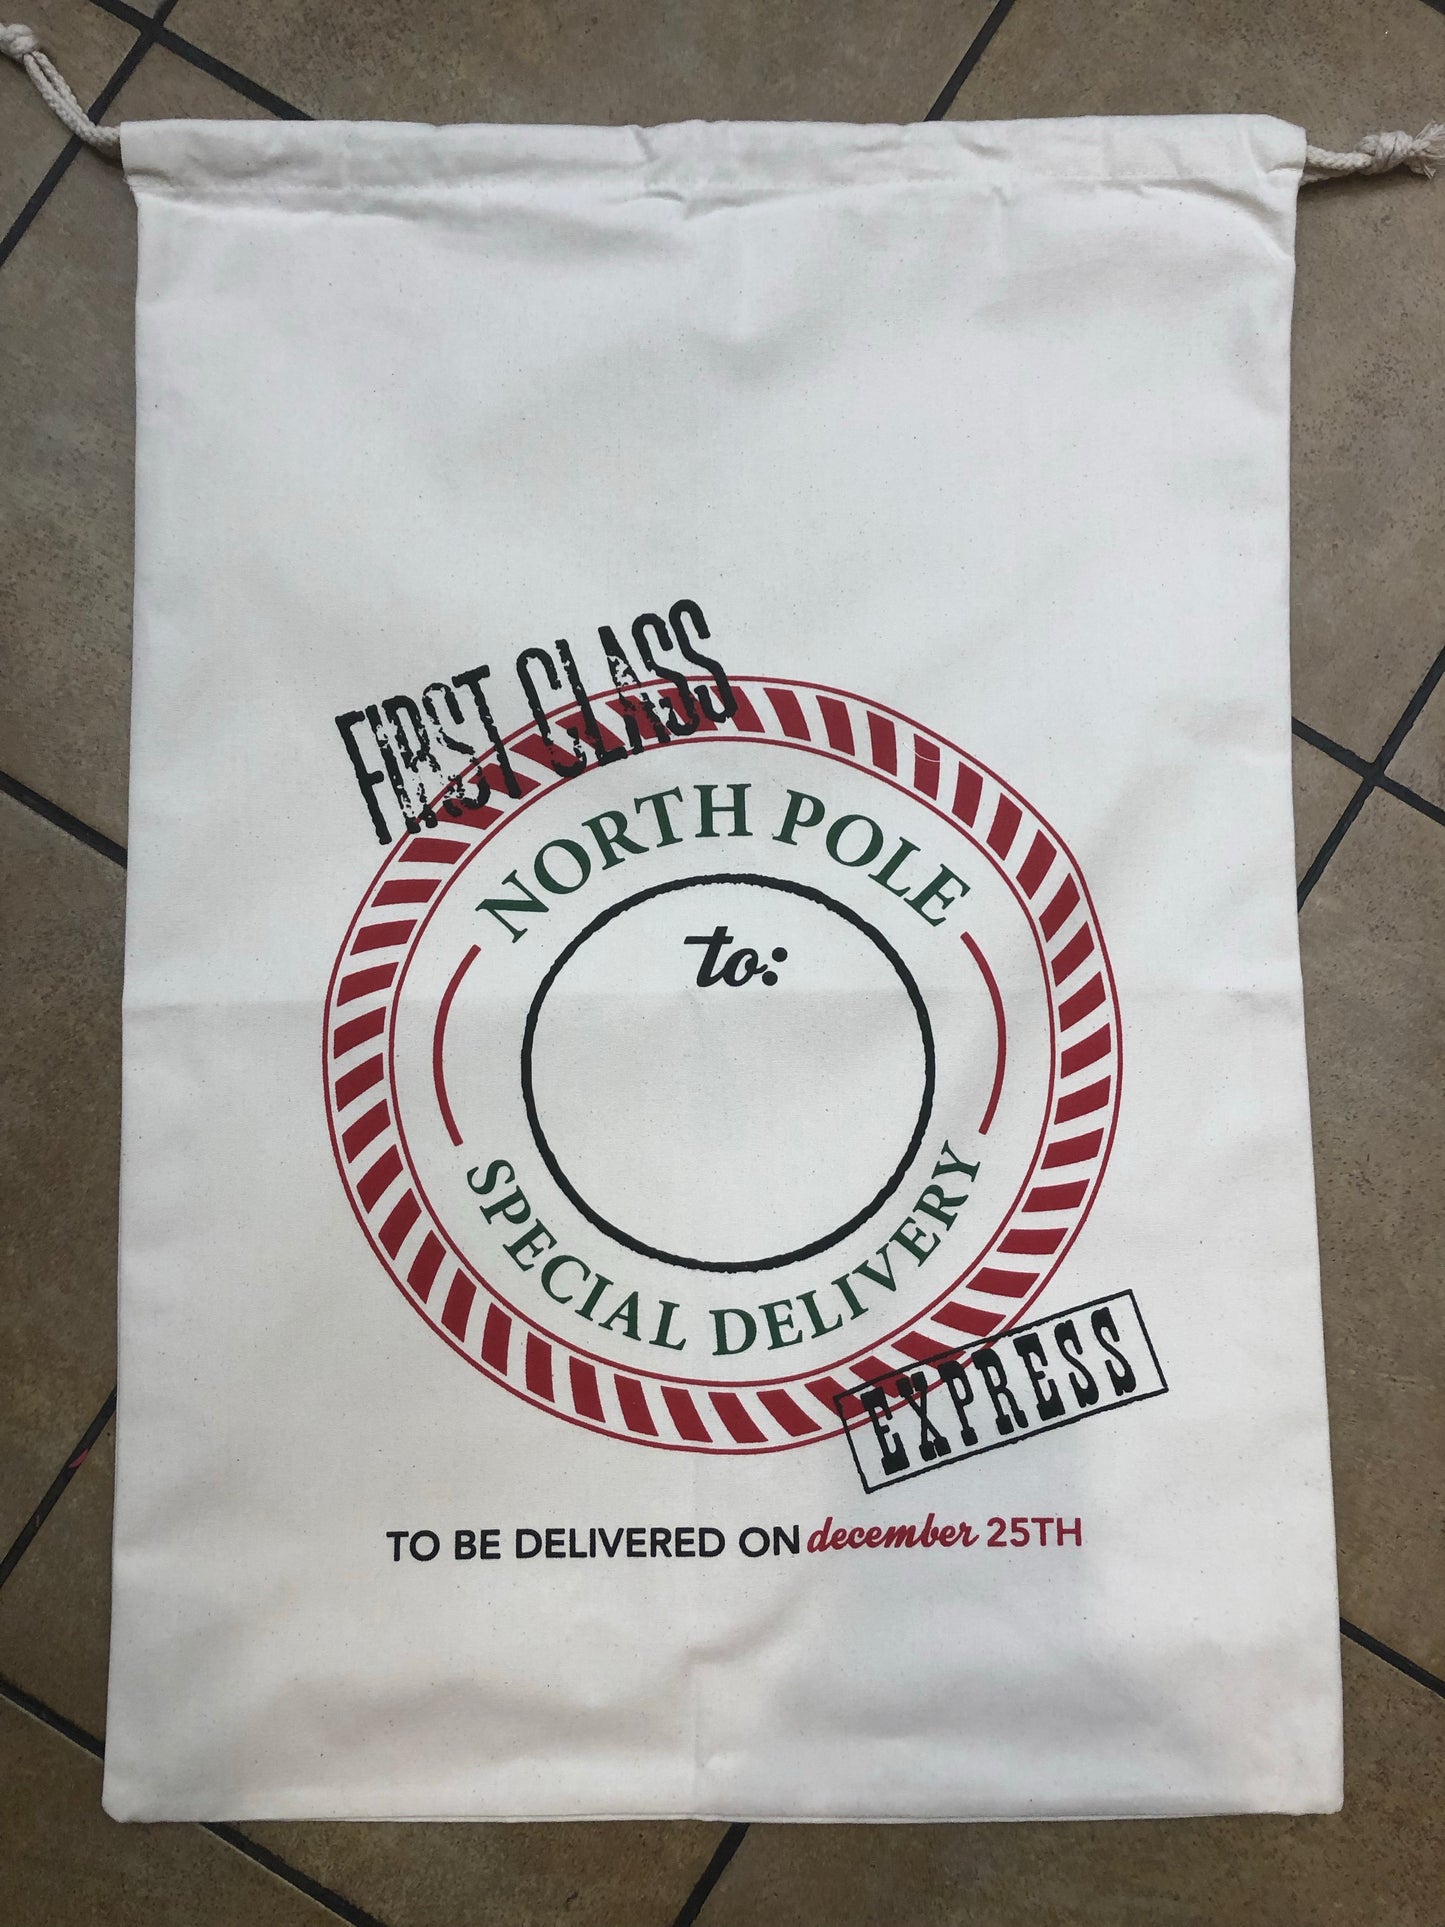 FIRST CLASS
NORTH POLE
to:
SPECIAL DELIVERY
EXPRESS
TO BE DELIVERED ON december 25TH